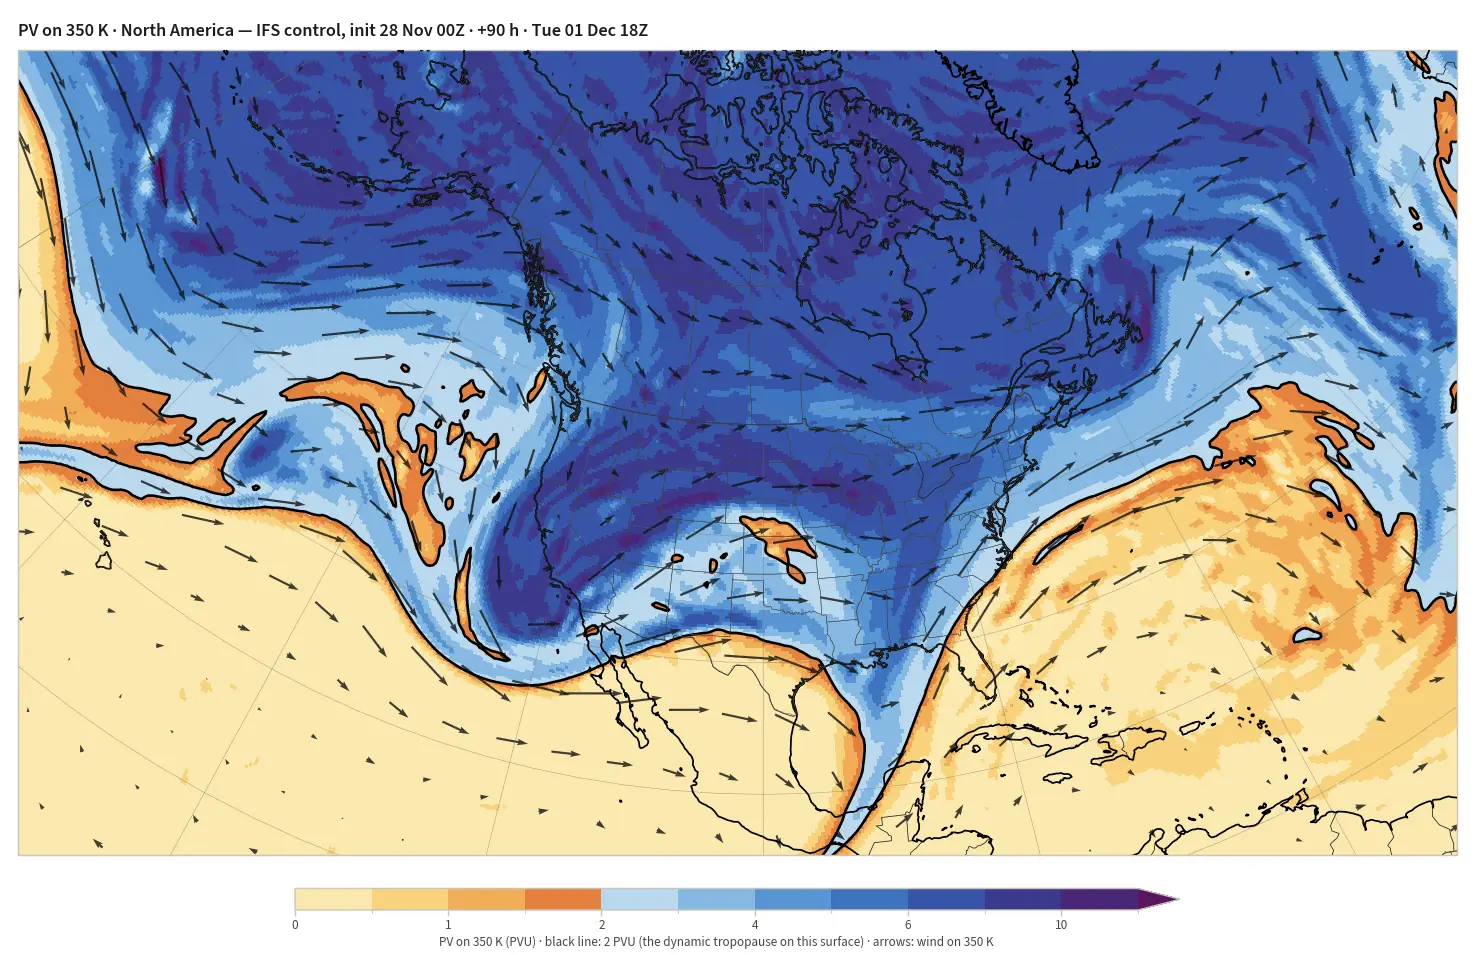 PV on 350 K · North America — IFS control, init 28 Nov 00Z · +90 h · Tue 01 Dec 18Z
0 1 2 4 6 10
PV on 350 K (PVU) · black line: 2 PVU (the dynamic tropopause on this surface) · arrows: wind on 350 K